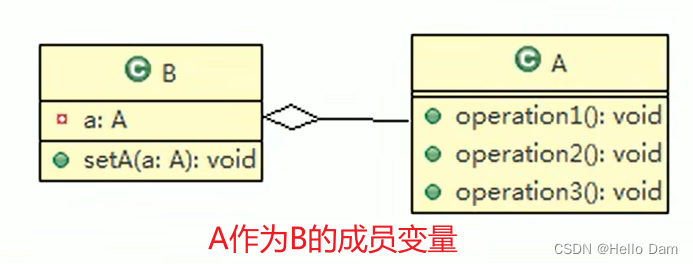 C B
a: A
setA(a: A): void
C A
operation1(): void
operation2(): void
operation3(): void
A作为B的成员变量
CSDN @Hello Dam